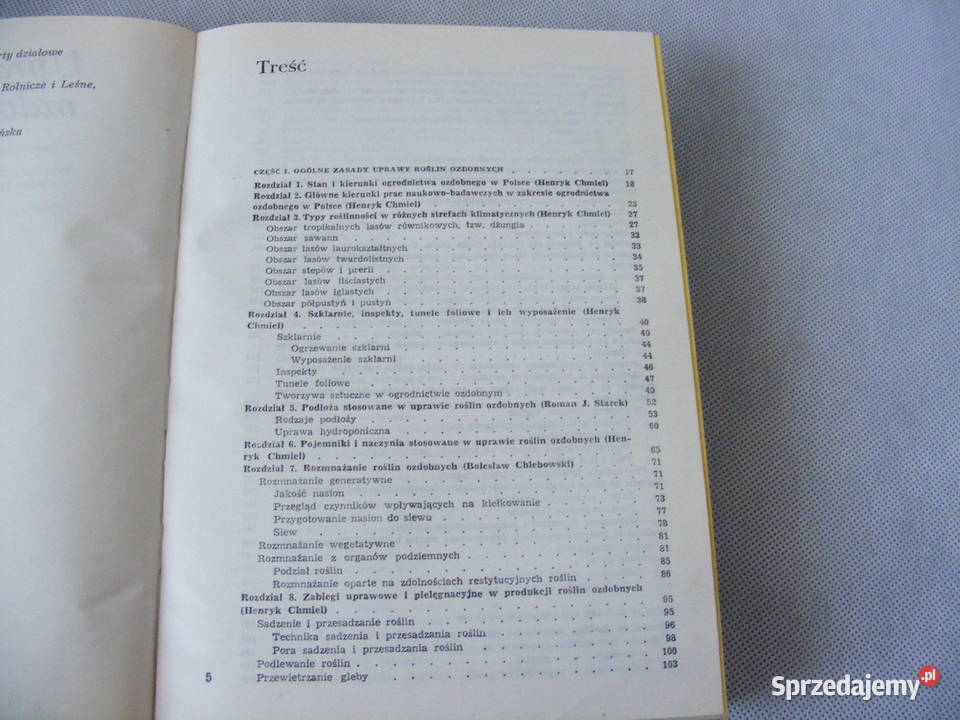 rty działowe
Rolnicze i Leśne,
ńska
Treść
CZĘŚĆ I. OGÓLNE ZASADY UPRAWY ROŚLIN OZDOBNYCH . . . . . . 17
Rozdział 1. Stan i kierunki ogrodnictwa ozdobnego w Polsce (Henryk Chmiel) . 18
Rozdział 2. Główne kierunki prac naukowo-badawczych w zakresie ogrodnictwa
ozdobnego w Polsce (Henryk Chmiel) . . . . . . . . . 23
Rozdział 3. Typy roślinności w różnych strefach klimatycznych (Henryk Chmiel) 27
Obszar tropikalnych lasów równikowych, tzw. dżungla . . . . . 27
Obszar sawann . . . . . . . . . . 32
Obszar lasów laurokształtnych . . . . . . . . . 33
Obszar lasów twardolistnych . . . . . . . . . 34
Obszar stepów i prerii . . . . . . . . . . 35
Obszar lasów liściastych . . . . . . . . . . 37
Obszar lasów iglastych . . . . . . . . . . 37
Obszar półpustyń i pustyń . . . . . . . . . . 38
Rozdział 4. Szklarnie, inspekty, tunele foliowe i ich wyposażenie (Henryk
Chmiel) . . . . . . . . . . . . 40
Szklarnie . . . . . . . . . . . . 40
Ogrzewanie szklarni . . . . . . . . . . 44
Wyposażenie szklarni . . . . . . . . . . 44
Inspekty . . . . . . . . . . . . 46
Tunele foliowe . . . . . . . . . . . 47
Tworzywa sztuczne w ogrodnictwie ozdobnym . . . . . . 49
Rozdział 5. Podłoża stosowane w uprawie roślin ozdobnych (Roman J. Starck) 52
Rodzaje podłoży . . . . . . . . . . . 53
Uprawa hydroponiczna . . . . . . . . . . 60
Rozdział 6. Pojemniki i naczynia stosowane w uprawie roślin ozdobnych (Hen-
ryk Chmiel) . . . . . . . . . . . . 65
Rozdział 7. Rozmnażanie roślin ozdobnych (Bolesław Chlebowski) . . . 71
Rozmnażanie generatywne . . . . . . . . . . 71
Jakość nasion . . . . . . . . . . . 71
Przegląd czynników wpływających na kiełkowanie . . . . . 73
Przygotowanie nasion do siewu . . . . . . . . 77
Siew . . . . . . . . . . . . 78
Rozmnażanie wegetatywne . . . . . . . . . . 81
Rozmnażanie z organów podziemnych . . . . . . . . 81
Podział roślin . . . . . . . . . . . 85
Rozmnażanie oparte na zdolnościach restytucyjnych roślin . . . 86
Rozdział 8. Zabiegi uprawowe i pielęgnacyjne w produkcji roślin ozdobnych
(Henryk Chmiel) . . . . . . . . . . . 95
Sadzenie i przesadzanie roślin . . . . . . . . . 95
Technika sadzenia i przesadzania roślin . . . . . . . 96
Pora sadzenia i przesadzania roślin . . . . . . . . 98
Podlewanie roślin . . . . . . . . . . . 100
Przewietrzanie gleby . . . . . . . . . . . 103
5
Sprzedajemy.pl